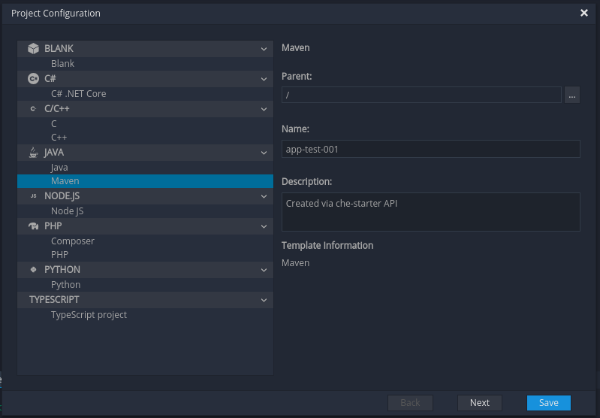 Project Configuration
BLANK
Blank
C#
C# .NET Core
C/C++
C
C++
JAVA
Java
Maven
NODE.JS
Node JS
PHP
Composer
PHP
PYTHON
Python
TYPESCRIPT
TypeScript project
Maven
Parent:
/
...
Name:
app-test-001
Description:
Created via che-starter API
Template Information
Maven
Back
Next
Save